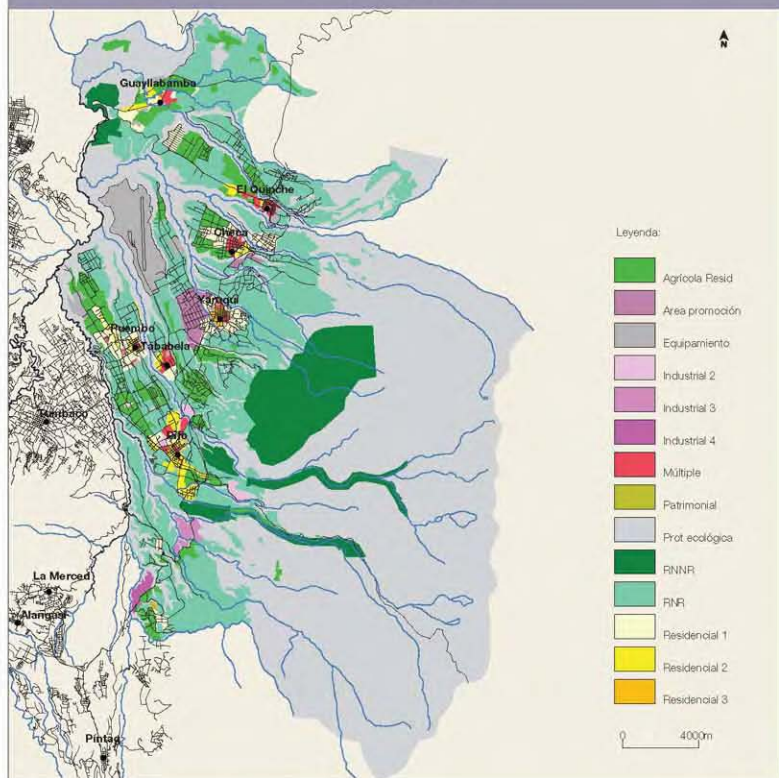 N
Guayllabamba
El Quinche
Checa
Yaruquí
Puembo
Tababela
Tumbaco
Pifo
La Merced
Alangasí
Píntag
Leyenda:
Agrícola Resid
Area promoción
Equipamiento
Industrial 2
Industrial 3
Industrial 4
Múltiple
Patrimonial
Prot ecológica
RNNR
RNR
Residencial 1
Residencial 2
Residencial 3
0 4000m